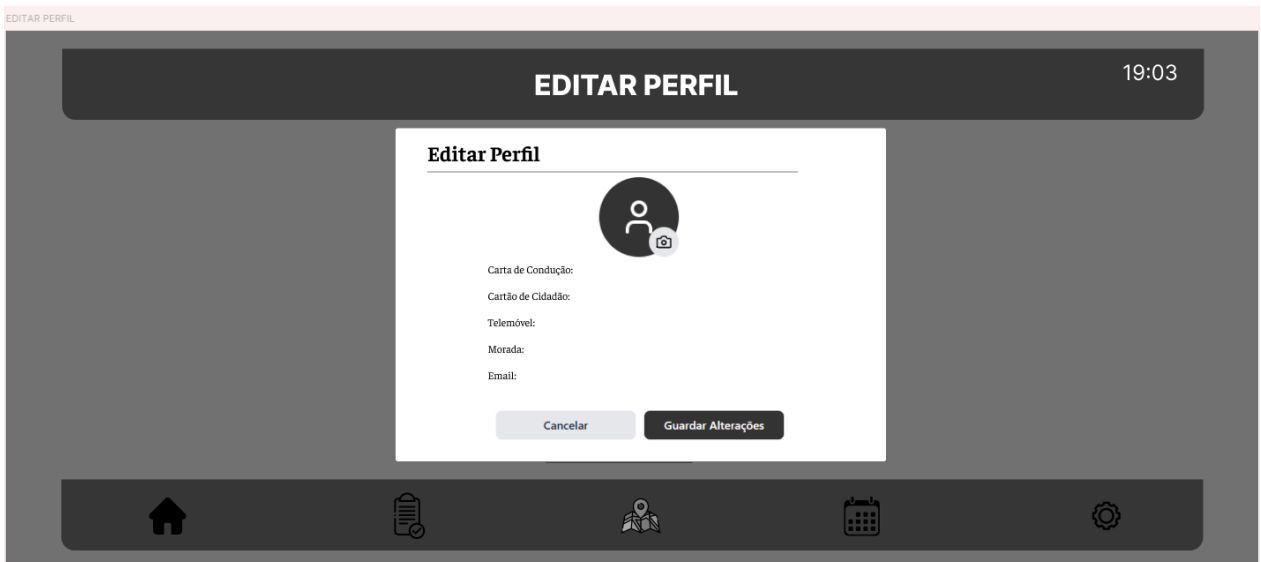 EDITAR PERFIL
EDITAR PERFIL
19:03
Editar Perfil
Carta de Condução:
Cartão de Cidadão:
Telemóvel:
Morada:
Email:
Cancelar
Guardar Alterações